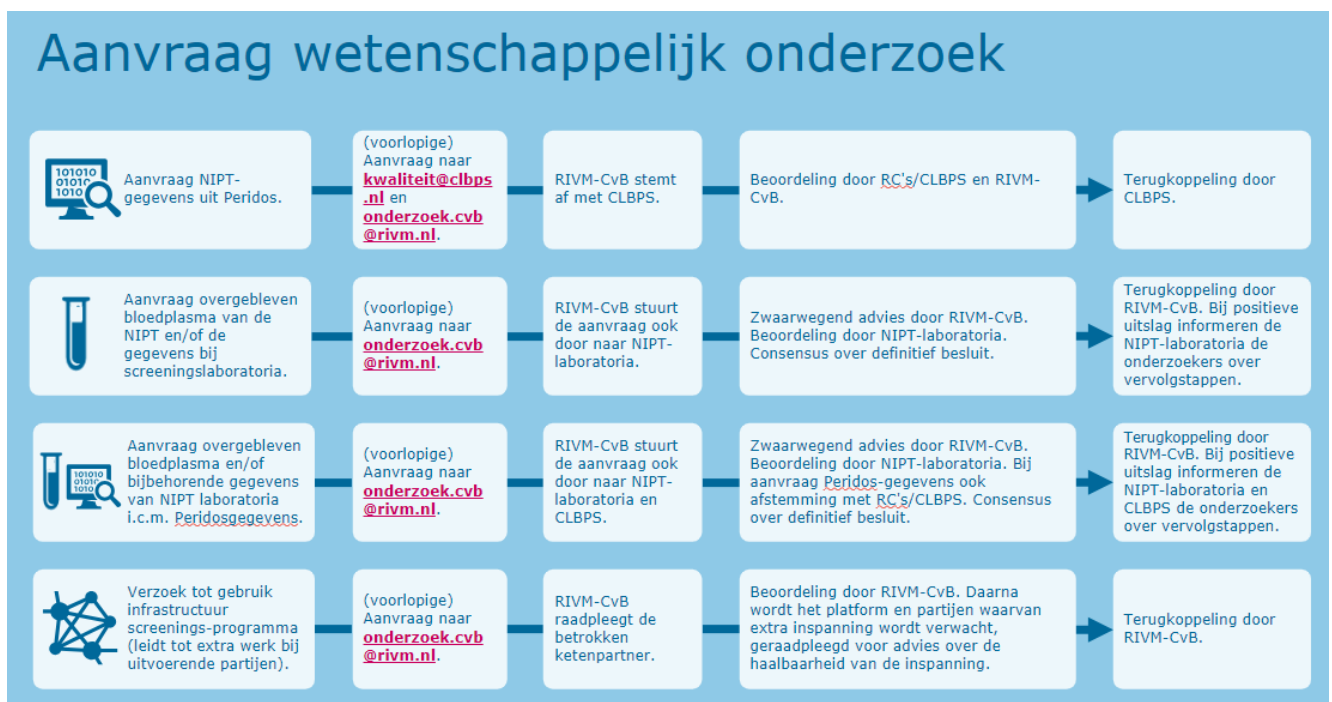 Aanvraag wetenschappelijk onderzoek
101010
01010
1010
Aanvraag NIPT-
gegevens uit Peridos.
(voorlopige)
Aanvraag naar
kwaliteit@clbps
.nl en
onderzoek.cvb
@rivm.nl.
RIVM-CvB stemt
af met CLBPS.
Beoordeling door RC's/CLBPS en RIVM-
CvB.
Terugkoppeling door
CLBPS.
Aanvraag overgebleven
bloedplasma van de
NIPT en/of de
gegevens bij
screeningslaboratoria.
(voorlopige)
Aanvraag naar
onderzoek.cvb
@rivm.nl.
RIVM-CvB stuurt
de aanvraag ook
door naar NIPT-
laboratoria.
Zwaarwegend advies door RIVM-CvB.
Beoordeling door NIPT-laboratoria.
Consensus over definitief besluit.
Terugkoppeling door
RIVM-CvB. Bij positieve
uitslag informeren de
NIPT-laboratoria de
onderzoekers over
vervolgstappen.
101010
01010
1010
Aanvraag overgebleven
bloedplasma en/of
bijbehorende gegevens
van NIPT laboratoria
i.c.m. Peridosgegevens.
(voorlopige)
Aanvraag naar
onderzoek.cvb
@rivm.nl.
RIVM-CvB stuurt
de aanvraag ook
door naar NIPT-
laboratoria en
CLBPS.
Zwaarwegend advies door RIVM-CvB.
Beoordeling door NIPT-laboratoria. Bij
aanvraag Peridos-gegevens ook
afstemming met RC's/CLBPS. Consensus
over definitief besluit.
Terugkoppeling door
RIVM-CvB. Bij positieve
uitslag informeren de
NIPT-laboratoria en
CLBPS de onderzoekers
over vervolgstappen.
Verzoek tot gebruik
infrastructuur
screenings-programma
(leidt tot extra werk bij
uitvoerende partijen).
(voorlopige)
Aanvraag naar
onderzoek.cvb
@rivm.nl.
RIVM-CvB
raadpleegt de
betrokken
ketenpartner.
Beoordeling door RIVM-CvB. Daarna
wordt het platform en partijen waarvan
extra inspanning wordt verwacht,
geraadpleegd voor advies over de
haalbaarheid van de inspanning.
Terugkoppeling door
RIVM-CvB.